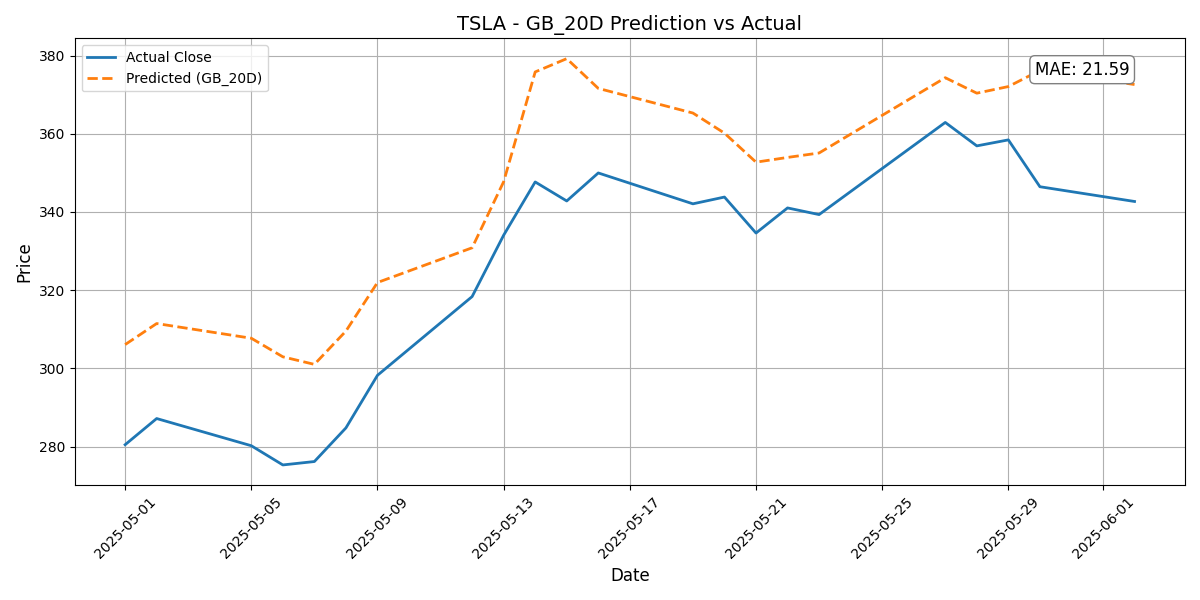 TSLA - GB_20D Prediction vs Actual
Actual Close
Predicted (GB_20D)
MAE: 21.59
Price
380
360
340
320
300
280
2025-05-01
2025-05-05
2025-05-09
2025-05-13
2025-05-17
2025-05-21
2025-05-25
2025-05-29
2025-06-01
Date